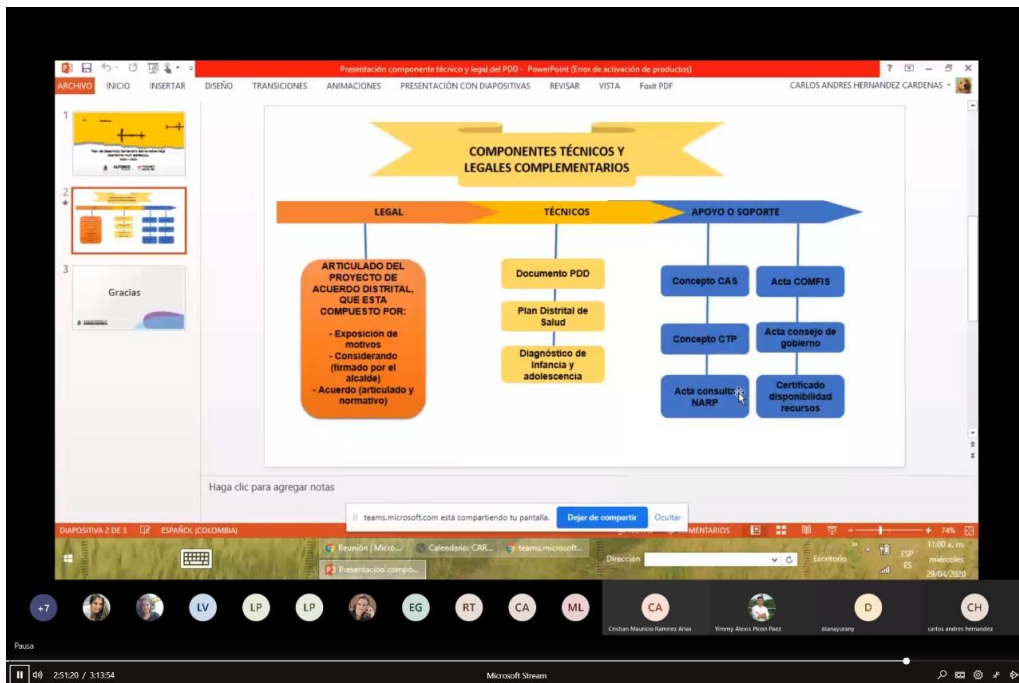 Presentación componente técnico y legal del PDD - PowerPoint (Error de activación de productos)
ARCHIVO INICIO INSERTAR DISEÑO TRANSICIONES ANIMACIONES PRESENTACIÓN CON DIAPOSITIVAS REVISAR VISTA Foxit PDF CARLOS ANDRES HERNANDEZ CARDENAS
1
2
3
Gracias
COMPONENTES TÉCNICOS Y
LEGALES COMPLEMENTARIOS
LEGAL TÉCNICOS APOYO O SOPORTE
ARTICULADO DEL
PROYECTO DE
ACUERDO DISTRITAL,
QUE ESTA
COMPUESTO POR:
- Exposición de
motivos
- Considerando
(firmado por el
alcalde)
- Acuerdo (articulado y
normativo)
Documento PDD
Plan Distrital de
Salud
Diagnóstico de
Infancia y
adolescencia
Concepto CAS
Concepto CTP
Acta consulta
NARP
Acta COMFIS
Acta consejo de
gobierno
Certificado
disponibilidad
recursos
Haga clic para agregar notas
teams.microsoft.com está compartiendo tu pantalla. Dejar de compartir Ocultar
DIAPOSITIVA 2 DE 3 ESPAÑOL (COLOMBIA) 74%
Reunión | Micro... Calendario: CAR... teams.microsoft...
Presentación compo...
Dirección Escritorio
ESP
ES
11:00 a. m.
miércoles
29/04/2020
+7 LV LP LP EG RT CA ML CA D CH
Cristian Mauricio Ramirez Arias Yimmy Alexis Picon Paez dianayurany carlos andres hernandez
Pausa
2:51:20 / 3:13:54 Microsoft Stream